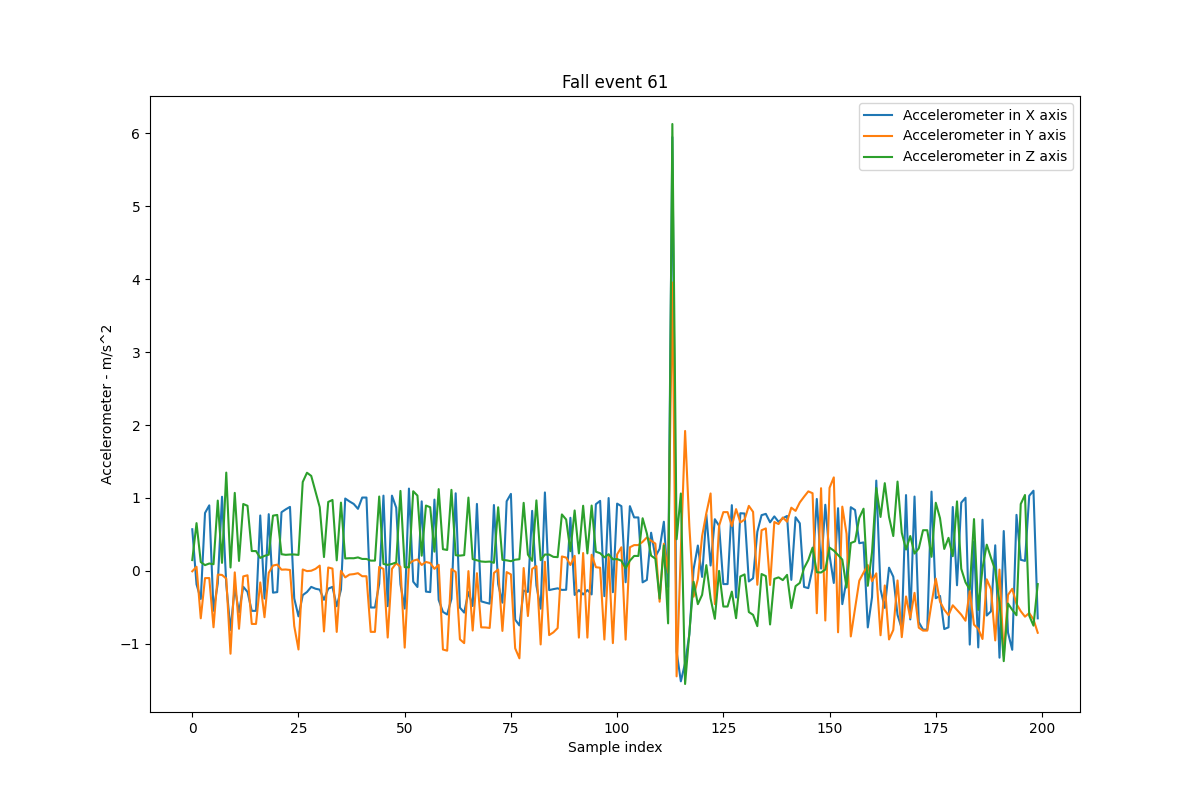 Fall event 61
Accelerometer in X axis
Accelerometer in Y axis
Accelerometer in Z axis
Accelerometer - m/s^2
6
5
4
3
2
1
0
−1
0
25
50
75
100
125
150
175
200
Sample index